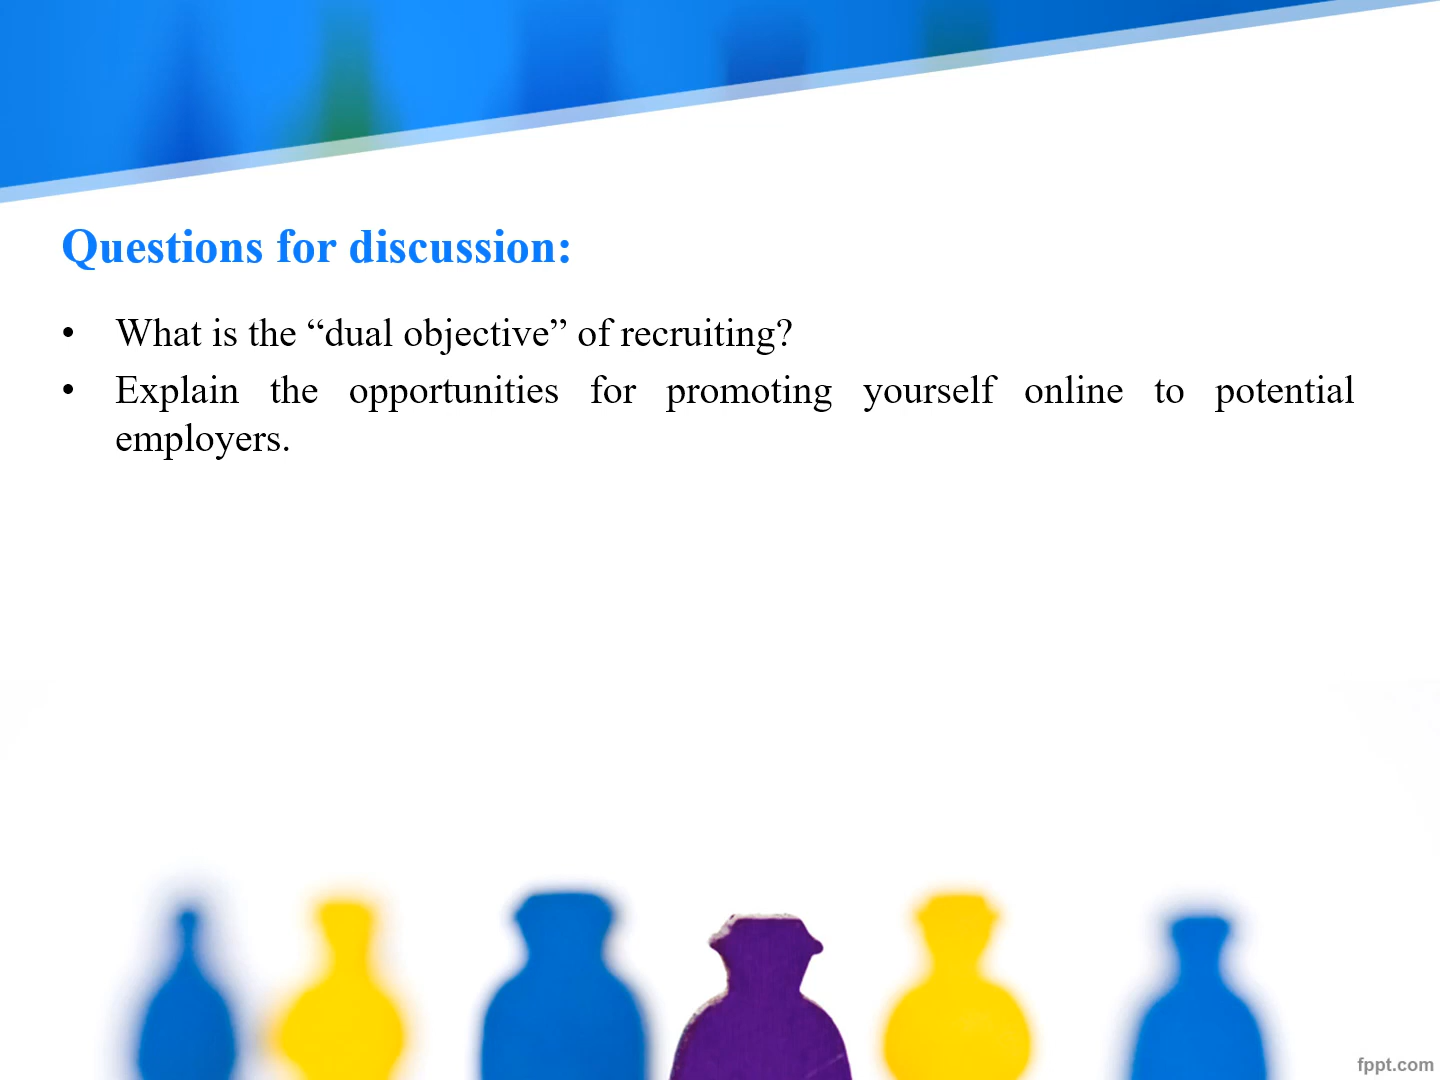 Questions for discussion:
• What is the “dual objective” of recruiting?
• Explain the opportunities for promoting yourself online to potential
employers.
fppt.com